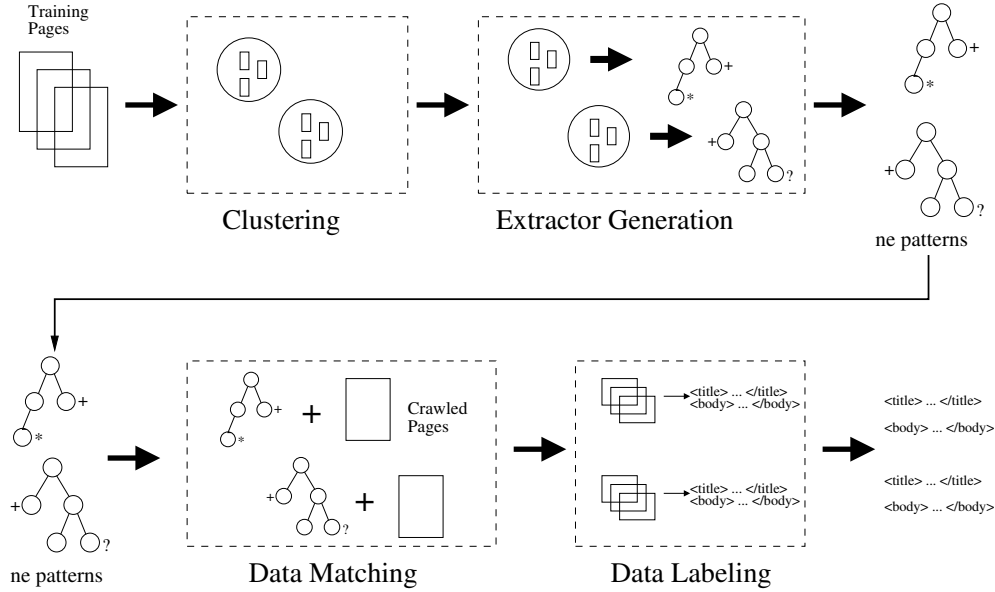 Training
Pages
+
*
+
?
Clustering
Extractor Generation
+
*
+
?
ne patterns
+
*
+
?
ne patterns
+
*
+
Crawled
Pages
+
?
+
Data Matching
<title> ... </title>
<body> ... </body>
<title> ... </title>
<body> ... </body>
Data Labeling
<title> ... </title>
<body> ... </body>
<title> ... </title>
<body> ... </body>